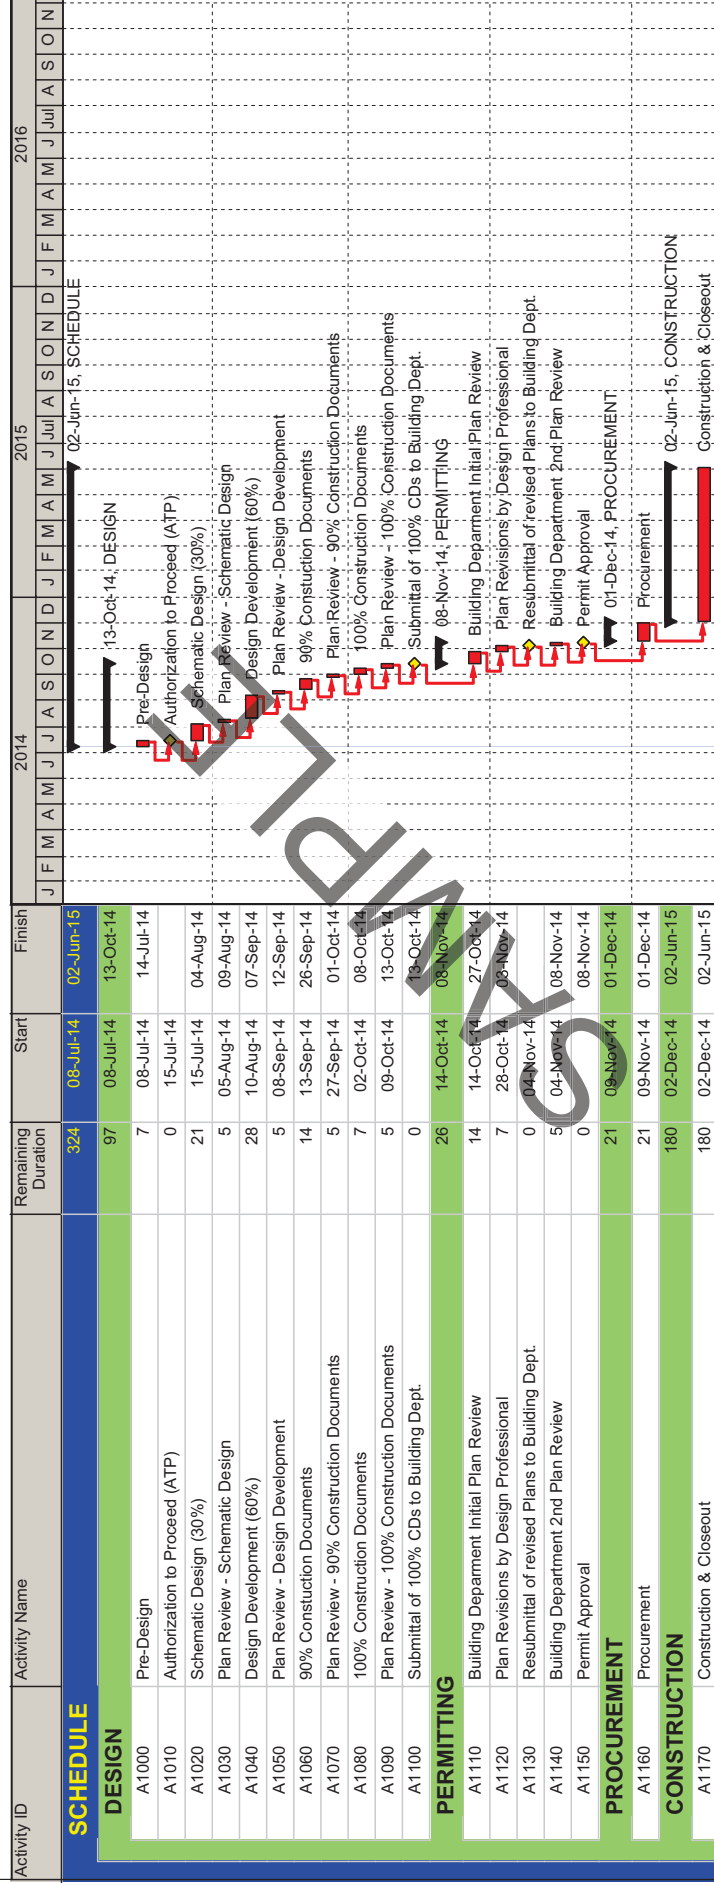 Activity ID Activity Name Remaining Duration Start Finish 2014 2015 2016
J F M A M J J A S O N D J F M A M J Jul A S O N D J F M A M J Jul A S O N
SCHEDULE 324 08-Jul-14 02-Jun-15 02-Jun-15, SCHEDULE
DESIGN 97 08-Jul-14 13-Oct-14 13-Oct-14, DESIGN
A1000 Pre-Design 7 08-Jul-14 14-Jul-14 Pre-Design
A1010 Authorization to Proceed (ATP) 0 15-Jul-14 Authorization to Proceed (ATP)
A1020 Schematic Design (30%) 21 15-Jul-14 04-Aug-14 Schematic Design (30%)
A1030 Plan Review - Schematic Design 5 05-Aug-14 09-Aug-14 Plan Review - Schematic Design
A1040 Design Development (60%) 28 10-Aug-14 07-Sep-14 Design Development (60%)
A1050 Plan Review - Design Development 5 08-Sep-14 12-Sep-14 Plan Review - Design Development
A1060 90% Constuction Documents 14 13-Sep-14 26-Sep-14 90% Constuction Documents
A1070 Plan Review - 90% Construction Documents 5 27-Sep-14 01-Oct-14 Plan Review - 90% Construction Documents
A1080 100% Construction Documents 7 02-Oct-14 08-Oct-14 100% Construction Documents
A1090 Plan Review - 100% Construction Documents 5 09-Oct-14 13-Oct-14 Plan Review - 100% Construction Documents
A1100 Submittal of 100% CDs to Building Dept. 0 13-Oct-14 Submittal of 100% CDs to Building Dept.
PERMITTING 26 14-Oct-14 08-Nov-14 08-Nov-14, PERMITTING
A1110 Building Deparment Initial Plan Review 14 14-Oct-14 27-Oct-14 Building Deparment Initial Plan Review
A1120 Plan Revisions by Design Professional 7 28-Oct-14 03-Nov-14 Plan Revisions by Design Professional
A1130 Resubmittal of revised Plans to Building Dept. 0 04-Nov-14 Resubmittal of revised Plans to Building Dept.
A1140 Building Department 2nd Plan Review 5 04-Nov-14 08-Nov-14 Building Department 2nd Plan Review
A1150 Permit Approval 0 08-Nov-14 Permit Approval
PROCUREMENT 21 09-Nov-14 01-Dec-14 01-Dec-14, PROCUREMENT
A1160 Procurement 21 09-Nov-14 01-Dec-14 Procurement
CONSTRUCTION 180 02-Dec-14 02-Jun-15 02-Jun-15, CONSTRUCTION
A1170 Construction & Closeout 180 02-Dec-14 02-Jun-15 Construction & Closeout
SAMPLE